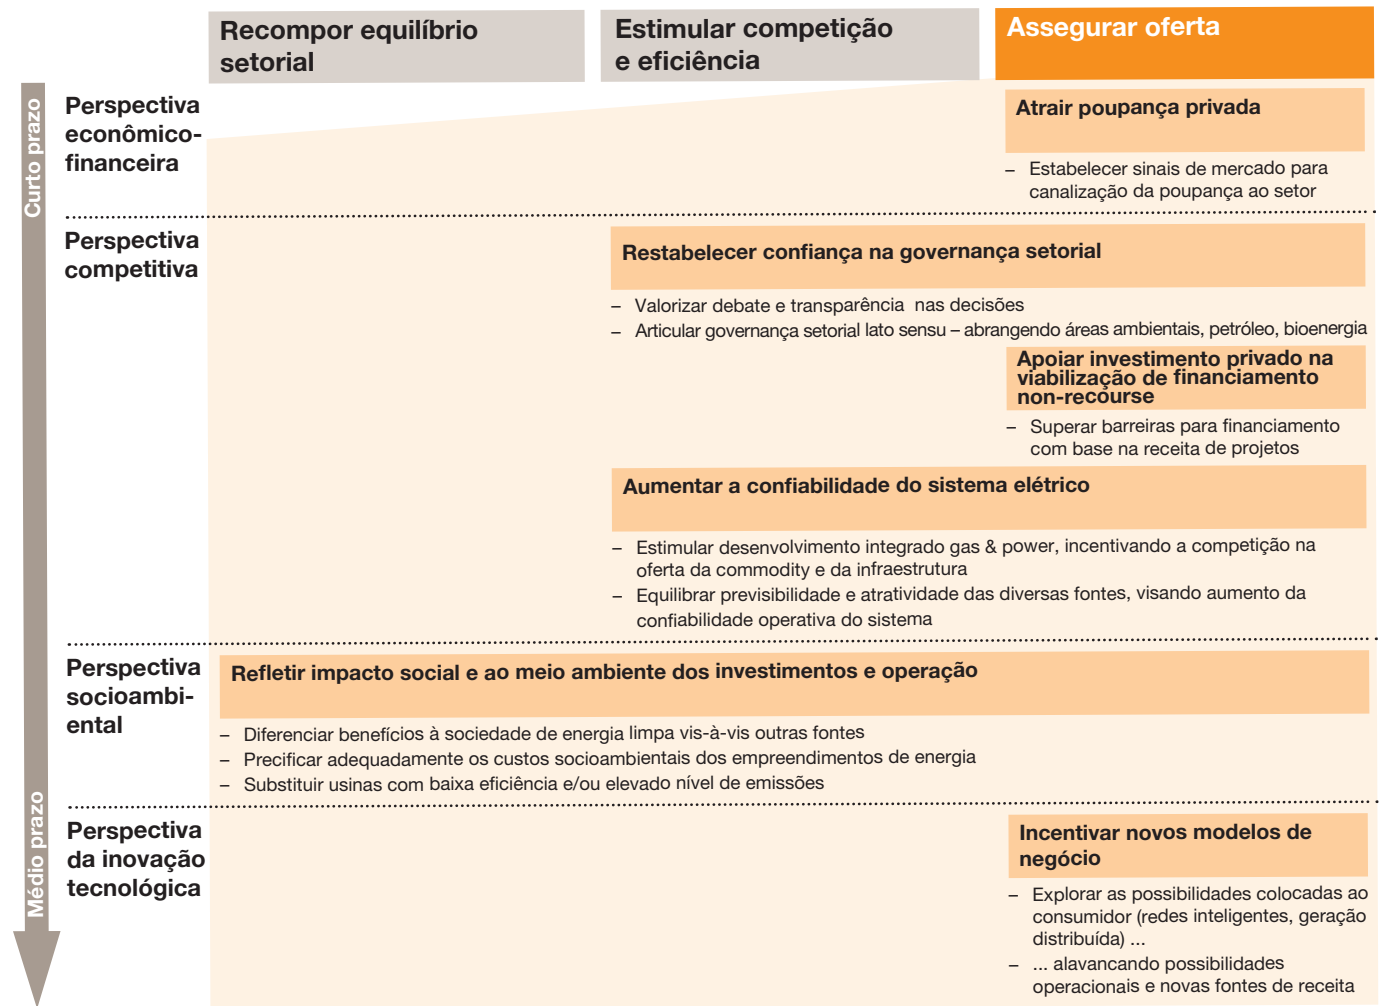 Recompor equilíbrio
setorial
Estimular competição
e eficiência
Assegurar oferta
Curto prazo
Perspectiva
econômico-
financeira
Atrair poupança privada
– Estabelecer sinais de mercado para
canalização da poupança ao setor
Perspectiva
competitiva
Restabelecer confiança na governança setorial
– Valorizar debate e transparência nas decisões
– Articular governança setorial lato sensu – abrangendo áreas ambientais, petróleo, bioenergia
Apoiar investimento privado na
viabilização de financiamento
non-recourse
– Superar barreiras para financiamento
com base na receita de projetos
Aumentar a confiabilidade do sistema elétrico
– Estimular desenvolvimento integrado gas & power, incentivando a competição na
oferta da commodity e da infraestrutura
– Equilibrar previsibilidade e atratividade das diversas fontes, visando aumento da
confiabilidade operativa do sistema
Perspectiva
socioambi-
ental
Refletir impacto social e ao meio ambiente dos investimentos e operação
– Diferenciar benefícios à sociedade de energia limpa vis-à-vis outras fontes
– Precificar adequadamente os custos socioambientais dos empreendimentos de energia
– Substituir usinas com baixa eficiência e/ou elevado nível de emissões
Médio prazo
Perspectiva
da inovação
tecnológica
Incentivar novos modelos de
negócio
– Explorar as possibilidades colocadas ao
consumidor (redes inteligentes, geração
distribuída) ...
– ... alavancando possibilidades
operacionais e novas fontes de receita